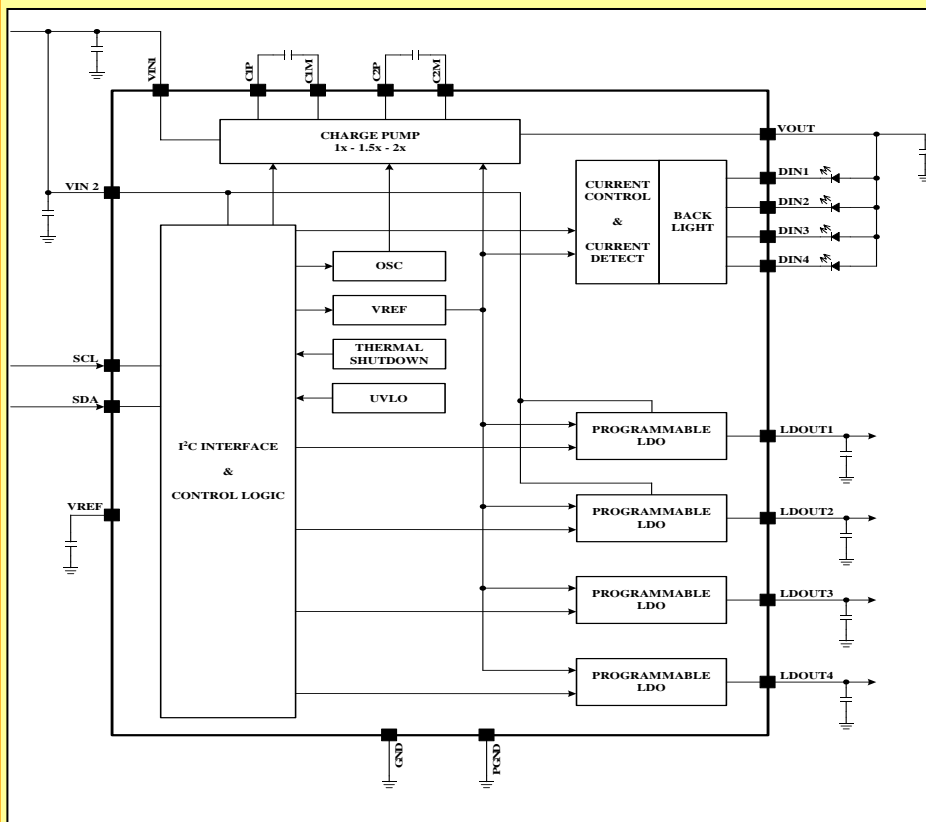 VIN1
C1P
C1M
C2P
C2M
CHARGE PUMP
1x - 1.5x - 2x
VOUT
VIN 2
CURRENT
CONTROL
&
CURRENT
DETECT
BACK
LIGHT
DIN1
DIN2
DIN3
DIN4
OSC
VREF
THERMAL
SHUTDOWN
UVLO
SCL
SDA
I²C INTERFACE
&
CONTROL LOGIC
VREF
PROGRAMMABLE
LDO
LDOUT1
PROGRAMMABLE
LDO
LDOUT2
PROGRAMMABLE
LDO
LDOUT3
PROGRAMMABLE
LDO
LDOUT4
GND
PGND